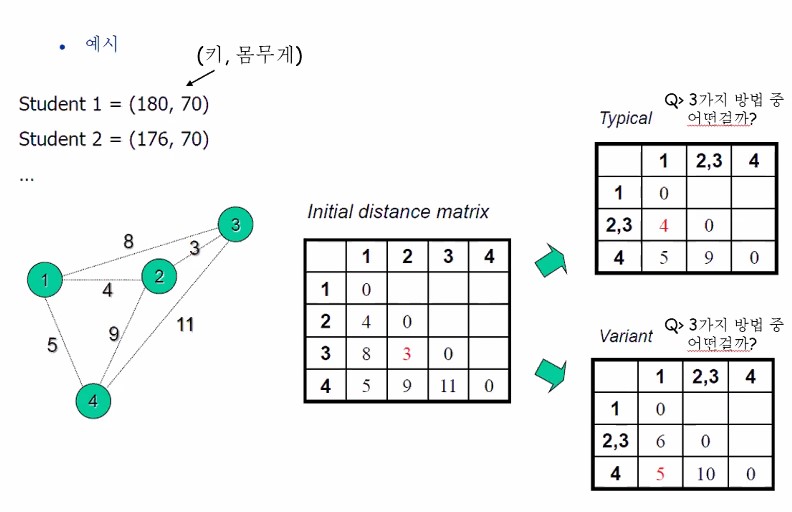 • 예시
(키, 몸무게)
Student 1 = (180, 70)
Student 2 = (176, 70)
...
8
3
3
1
2
4
5
9
11
4
Initial distance matrix
1 2 3 4
1 0
2 4 0
3 8 3 0
4 5 9 11 0
Typical
Q> 3가지 방법 중
어떤걸까?
1 2,3 4
1 0
2,3 4 0
4 5 9 0
Variant
Q> 3가지 방법 중
어떤걸까?
1 2,3 4
1 0
2,3 6 0
4 5 10 0